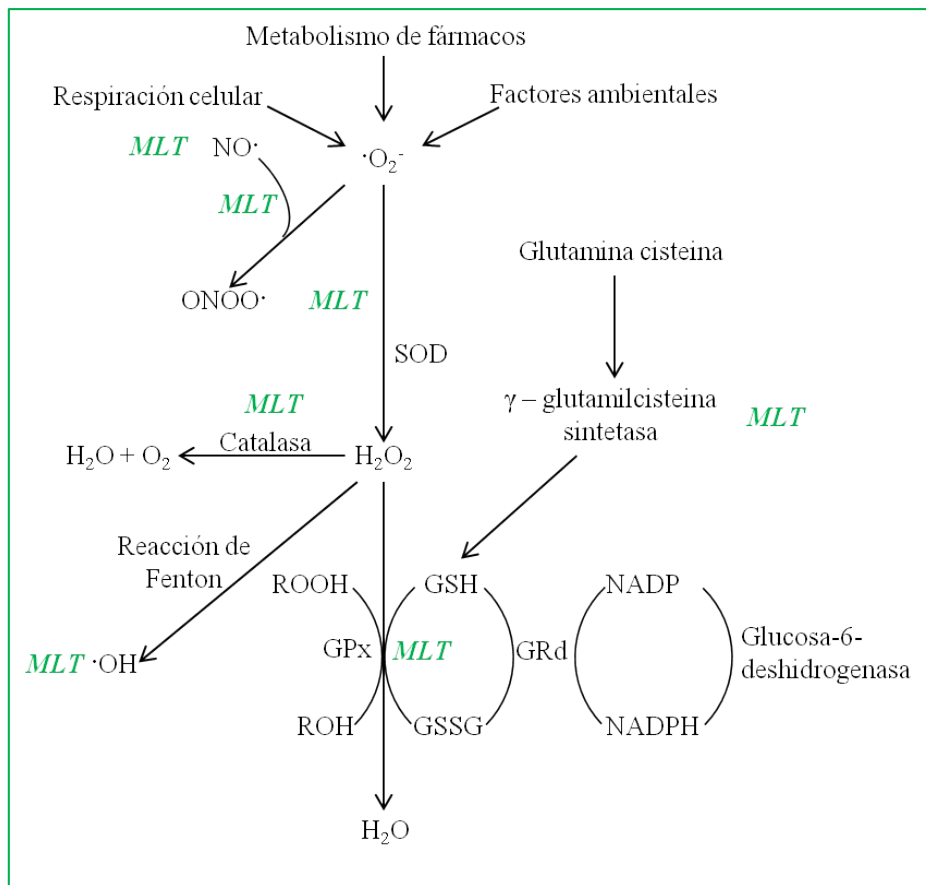 Metabolismo de fármacos
Respiración celular
Factores ambientales
MLT NO·
·O₂⁻
MLT
Glutamina cisteina
ONOO·
MLT
SOD
γ – glutamilcisteina
sintetasa
MLT
MLT
Catalasa
H₂O + O₂
H₂O₂
Reacción de
Fenton
ROOH
GSH
NADP
MLT ·OH
GPx
MLT
GRd
Glucosa-6-
deshidrogenasa
ROH
GSSG
NADPH
H₂O